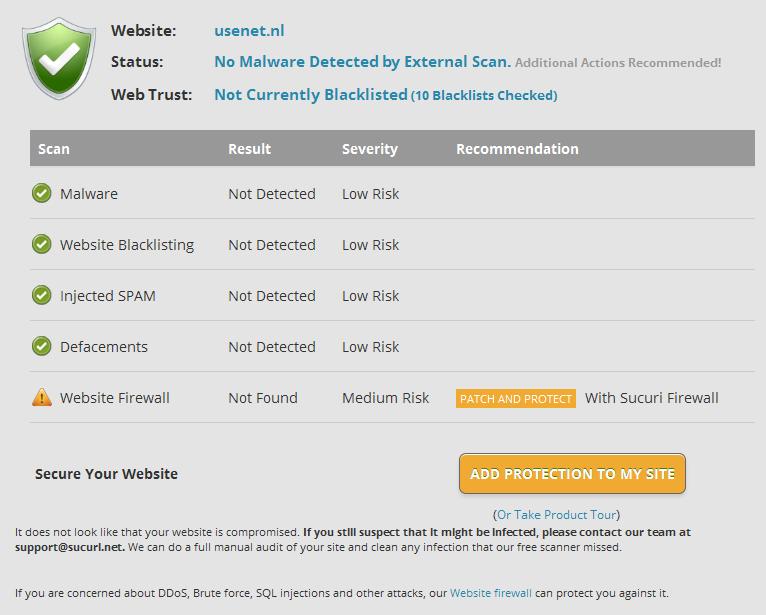 Website: usenet.nl
Status: No Malware Detected by External Scan. Additional Actions Recommended!
Web Trust: Not Currently Blacklisted (10 Blacklists Checked)
Scan Result Severity Recommendation
Malware Not Detected Low Risk
Website Blacklisting Not Detected Low Risk
Injected SPAM Not Detected Low Risk
Defacements Not Detected Low Risk
Website Firewall Not Found Medium Risk PATCH AND PROTECT With Sucuri Firewall
Secure Your Website ADD PROTECTION TO MY SITE
(Or Take Product Tour)
It does not look like that your website is compromised. If you still suspect that it might be infected, please contact our team at
support@sucuri.net. We can do a full manual audit of your site and clean any infection that our free scanner missed.
If you are concerned about DDoS, Brute force, SQL injections and other attacks, our Website firewall can protect you against it.